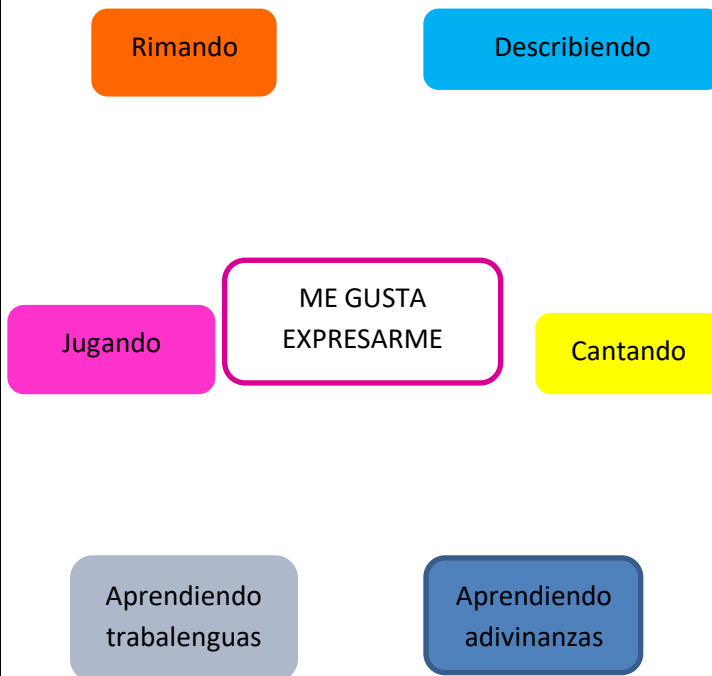 Rimando
Describiendo
ME GUSTA
EXPRESARME
Jugando
Cantando
Aprendiendo
trabalenguas
Aprendiendo
adivinanzas